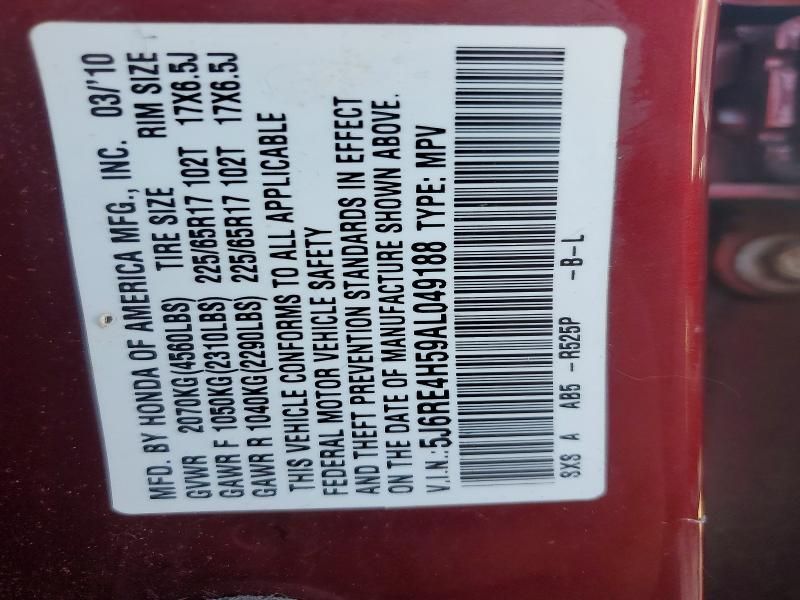 MFD. BY HONDA OF AMERICA MFG., INC. 03/'10
GVWR 2070KG(4560LBS) TIRE SIZE RIM SIZE
GAWR F 1050KG(2310LBS) 225/65R17 102T 17X6.5J
GAWR R 1040KG(2290LBS) 225/65R17 102T 17X6.5J
THIS VEHICLE CONFORMS TO ALL APPLICABLE
FEDERAL MOTOR VEHICLE SAFETY
AND THEFT PREVENTION STANDARDS IN EFFECT
ON THE DATE OF MANUFACTURE SHOWN ABOVE.
V.I.N.:5J6RE4H59AL049188 TYPE: MPV
SXS A AB5 -R525P -B-L